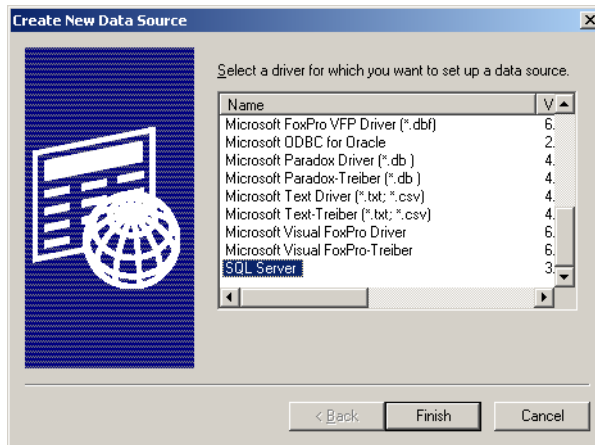 Create New Data Source
Select a driver for which you want to set up a data source.
Name V
Microsoft FoxPro VFP Driver (*.dbf) 6.
Microsoft ODBC for Oracle 2.
Microsoft Paradox Driver (*.db ) 4.
Microsoft Paradox-Treiber (*.db ) 4.
Microsoft Text Driver (*.txt; *.csv) 4.
Microsoft Text-Treiber (*.txt; *.csv) 4.
Microsoft Visual FoxPro Driver 6.
Microsoft Visual FoxPro-Treiber 6.
SQL Server 3.
< Back Finish Cancel